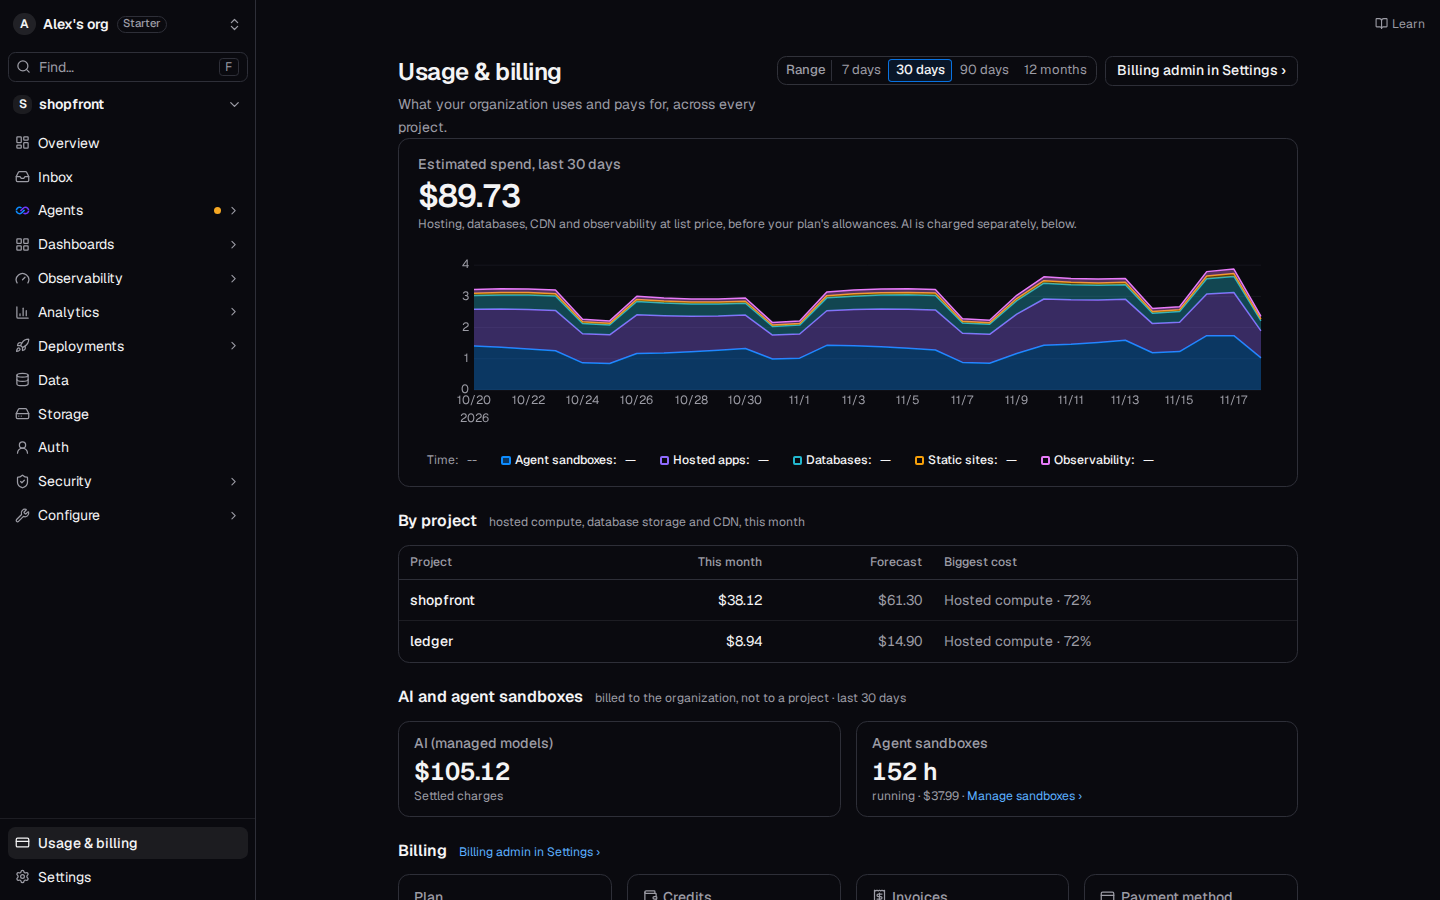 A Alex's org Starter
Find... F
S shopfront
Overview
Inbox
Agents
Dashboards
Observability
Analytics
Deployments
Data
Storage
Auth
Security
Configure
Usage & billing
Settings
Learn
Usage & billing
Range 7 days 30 days 90 days 12 months
Billing admin in Settings ›
What your organization uses and pays for, across every
project.
Estimated spend, last 30 days
$89.73
Hosting, databases, CDN and observability at list price, before your plan's allowances. AI is charged separately, below.
4
3
2
1
0
10/20 10/22 10/24 10/26 10/28 10/30 11/1 11/3 11/5 11/7 11/9 11/11 11/13 11/15 11/17
2026
Time: -- Agent sandboxes: — Hosted apps: — Databases: — Static sites: — Observability: —
By project hosted compute, database storage and CDN, this month
Project This month Forecast Biggest cost
shopfront $38.12 $61.30 Hosted compute · 72%
ledger $8.94 $14.90 Hosted compute · 72%
AI and agent sandboxes billed to the organization, not to a project · last 30 days
AI (managed models)
$105.12
Settled charges
Agent sandboxes
152 h
running · $37.99 · Manage sandboxes ›
Billing Billing admin in Settings ›
Plan Credits Invoices Payment method